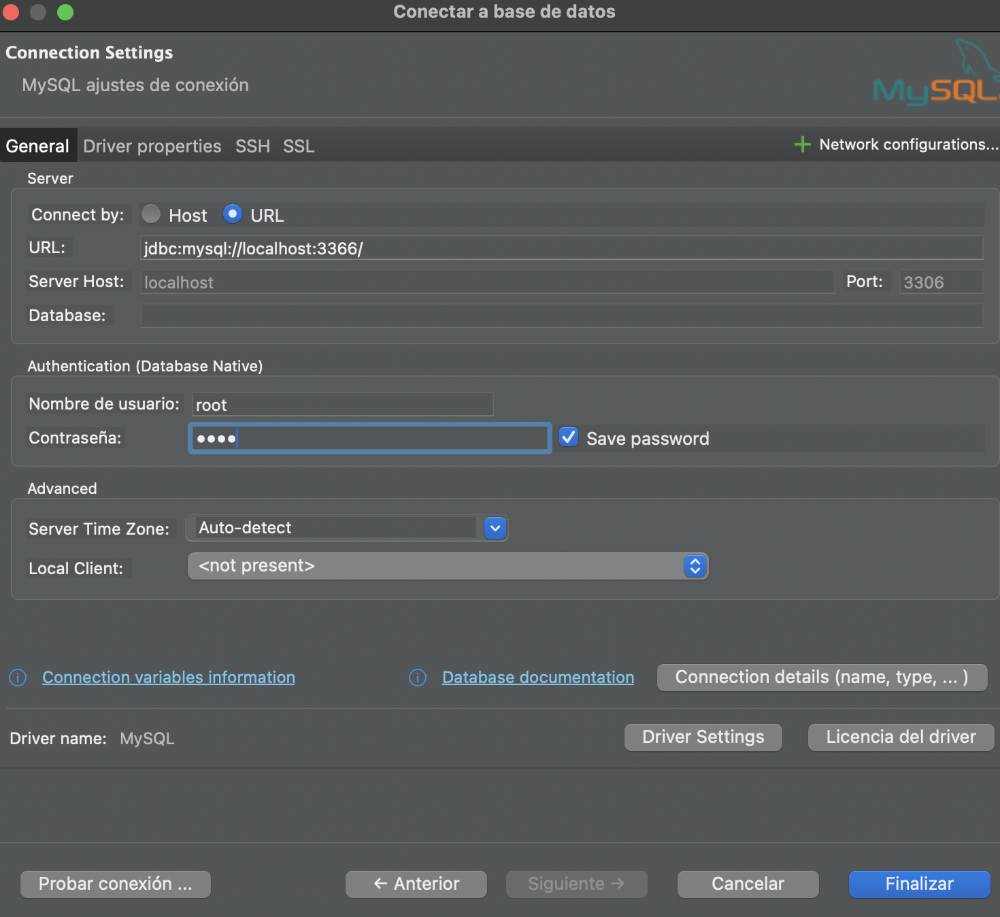 Conectar a base de datos
Connection Settings
MySQL ajustes de conexión
MySQL
General Driver properties SSH SSL Network configurations...
Server
Connect by: Host URL
URL: jdbc:mysql://localhost:3366/
Server Host: localhost Port: 3306
Database:
Authentication (Database Native)
Nombre de usuario: root
Contraseña: •••• Save password
Advanced
Server Time Zone: Auto-detect
Local Client: <not present>
Connection variables information Database documentation Connection details (name, type, ... )
Driver name: MySQL Driver Settings Licencia del driver
Probar conexión ... ← Anterior Siguiente → Cancelar Finalizar